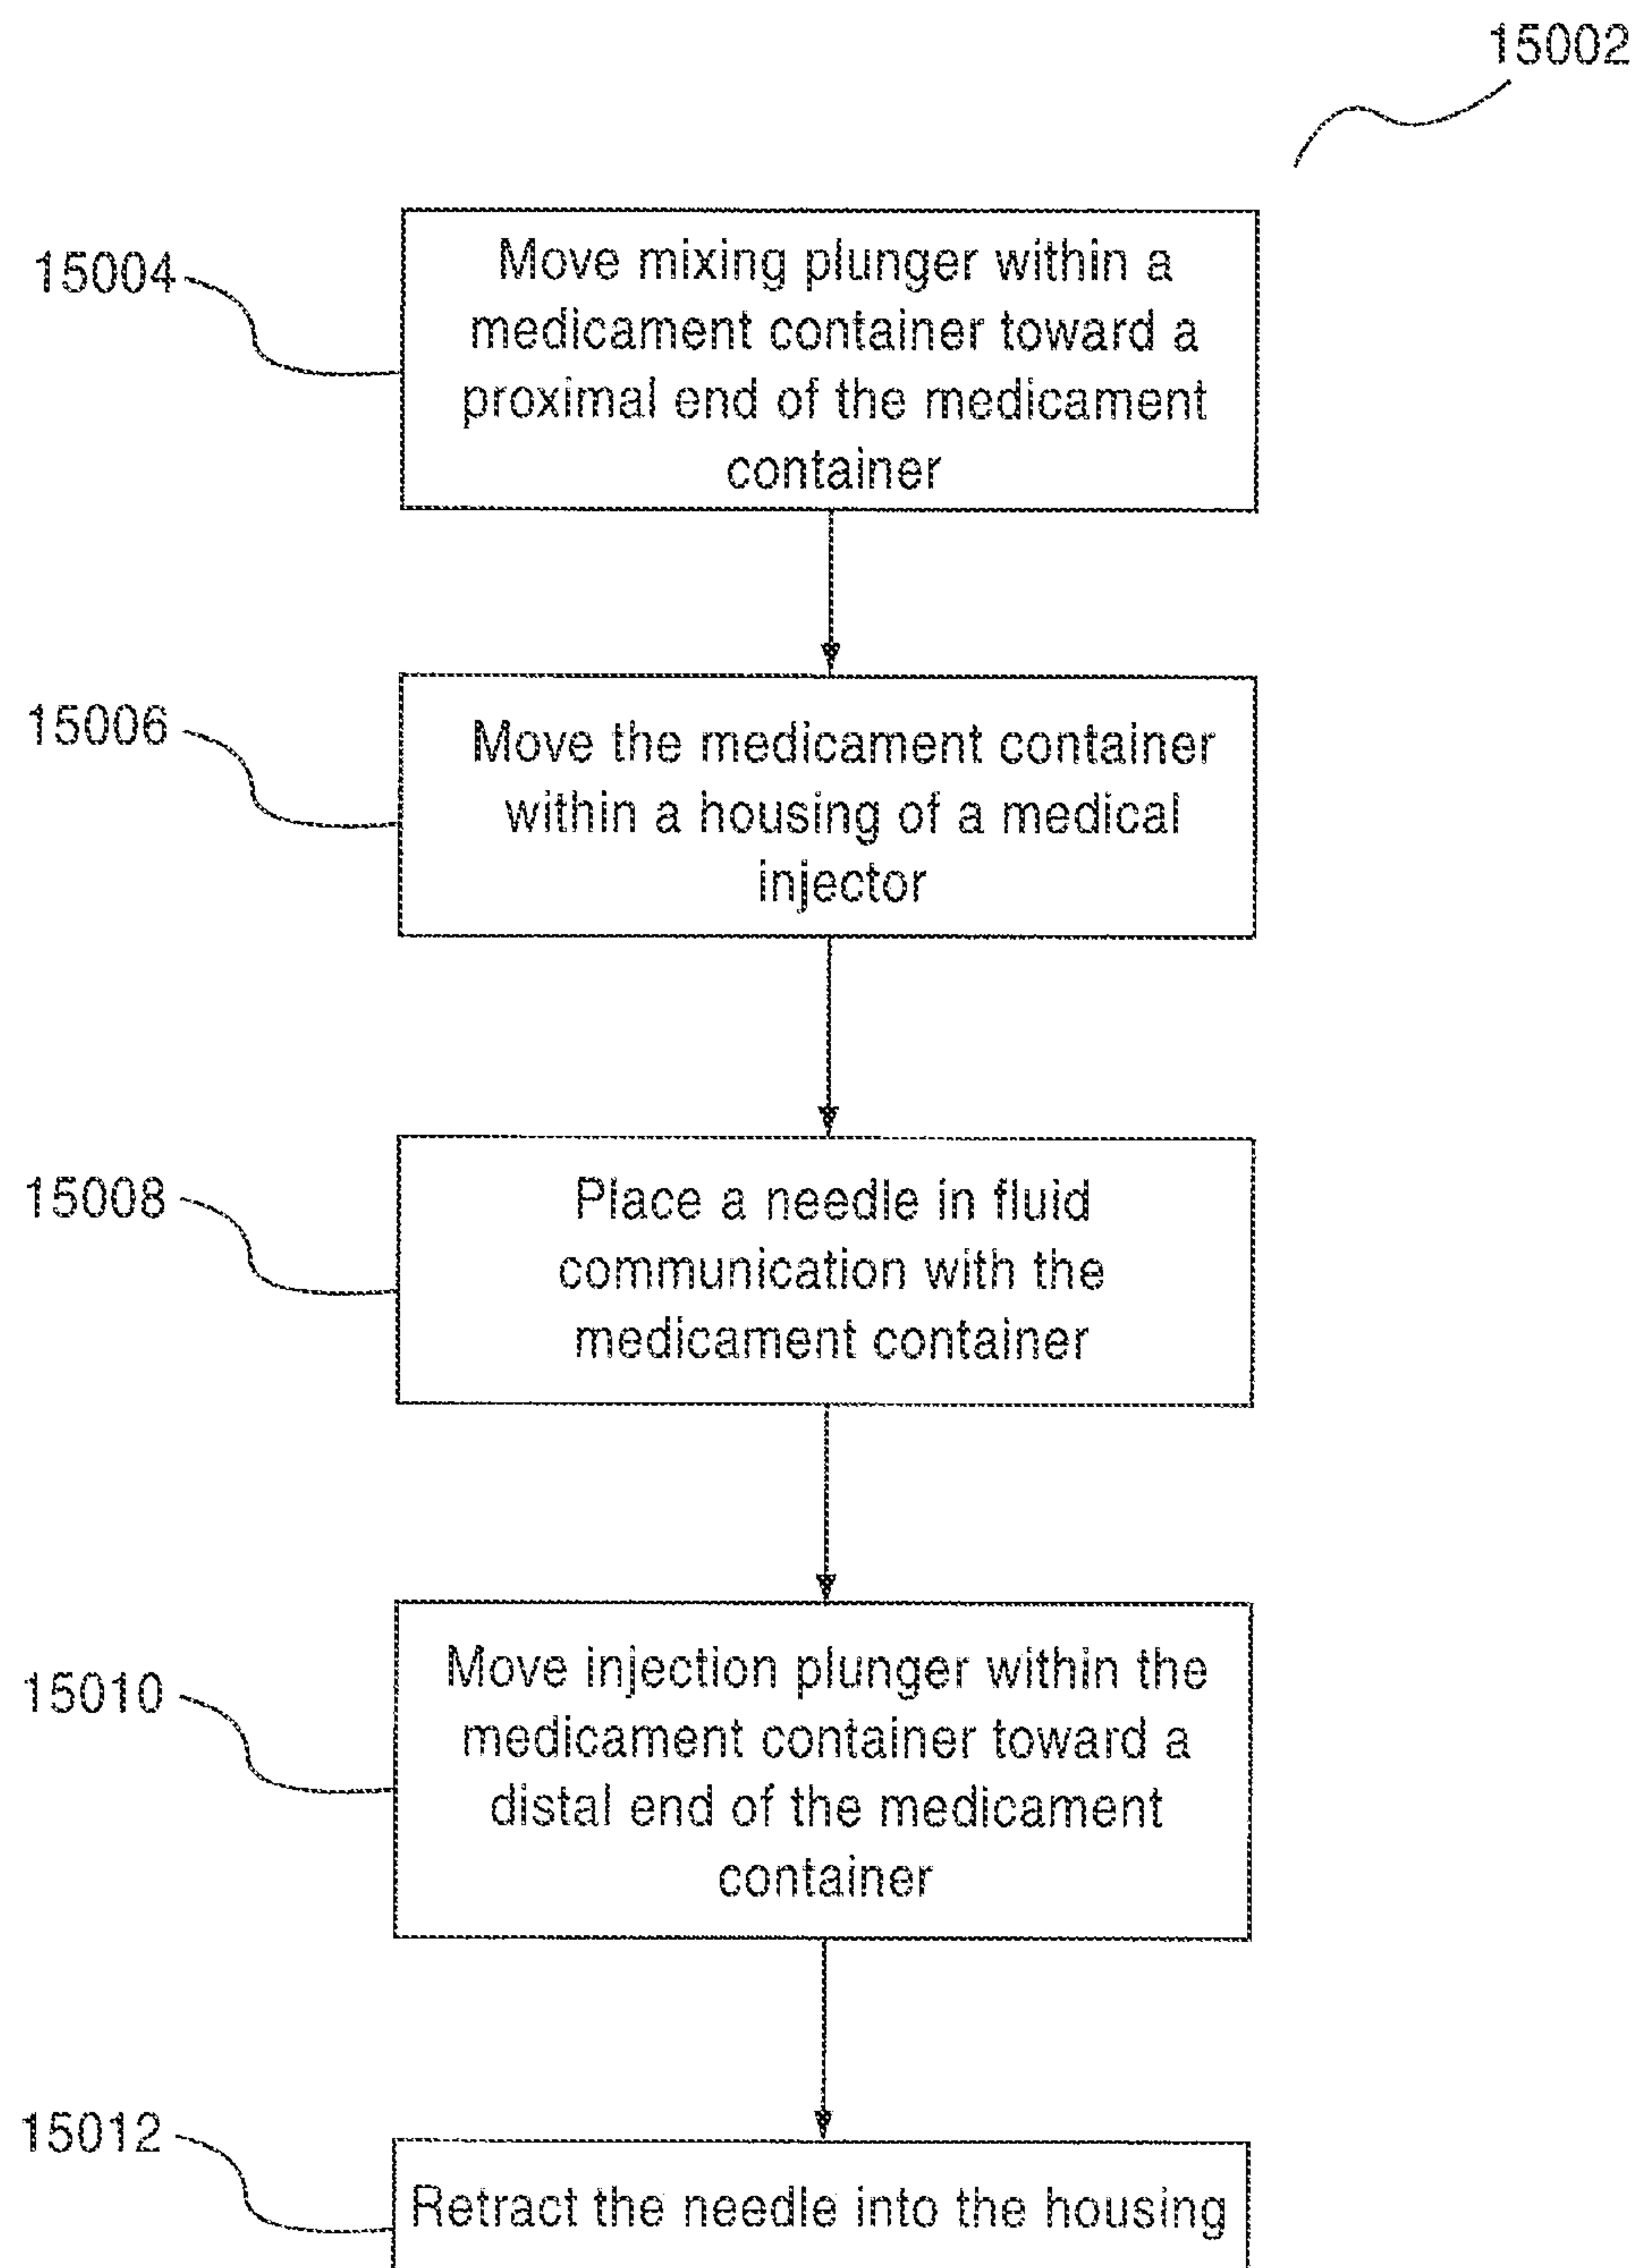 15002
15004
Move mixing plunger within a
medicament container toward a
proximal end of the medicament
container
15006
Move the medicament container
within a housing of a medical
injector
15008
Place a needle in fluid
communication with the
medicament container
15010
Move injection plunger within the
medicament container toward a
distal end of the medicament
container
15012
Retract the needle into the housing